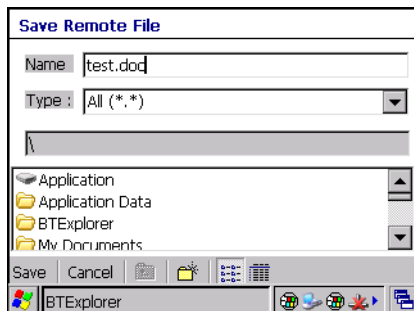 Save Remote File
Name test.doc
Type : All (*.*)
\
Application
Application Data
BTExplorer
My Documents
Save Cancel
BTExplorer